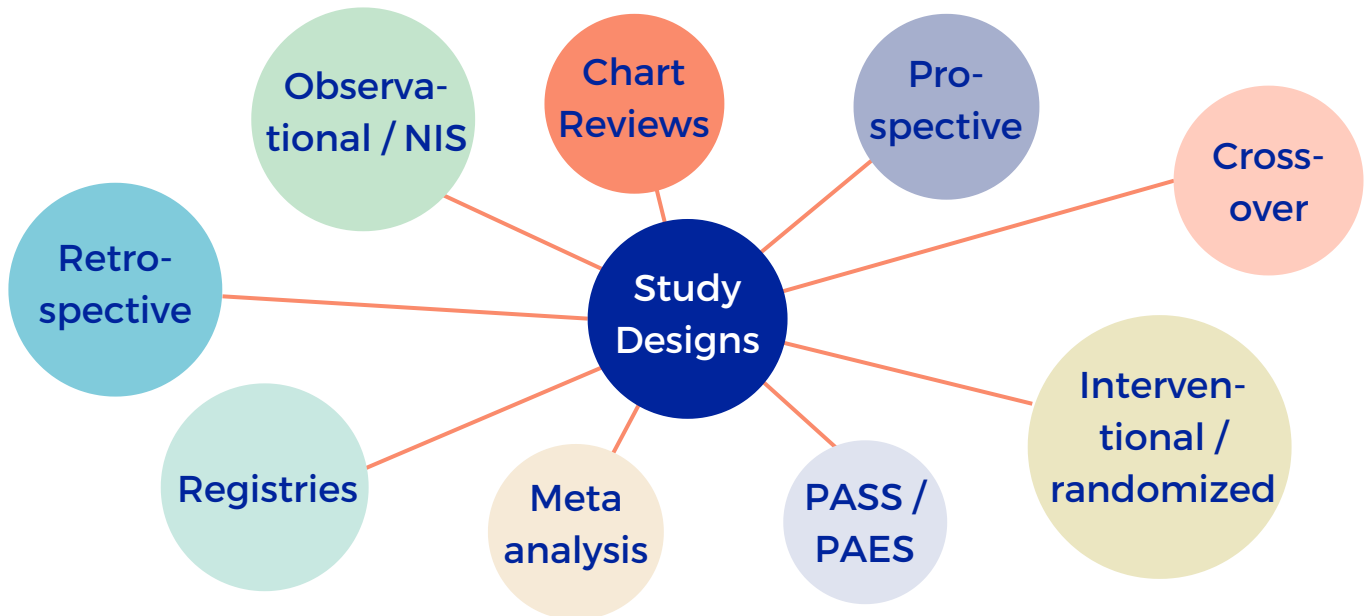 Observa-
tional / NIS
Chart
Reviews
Pro-
spective
Cross-
over
Retro-
spective
Study
Designs
Interven-
tional /
randomized
Registries
Meta
analysis
PASS /
PAES